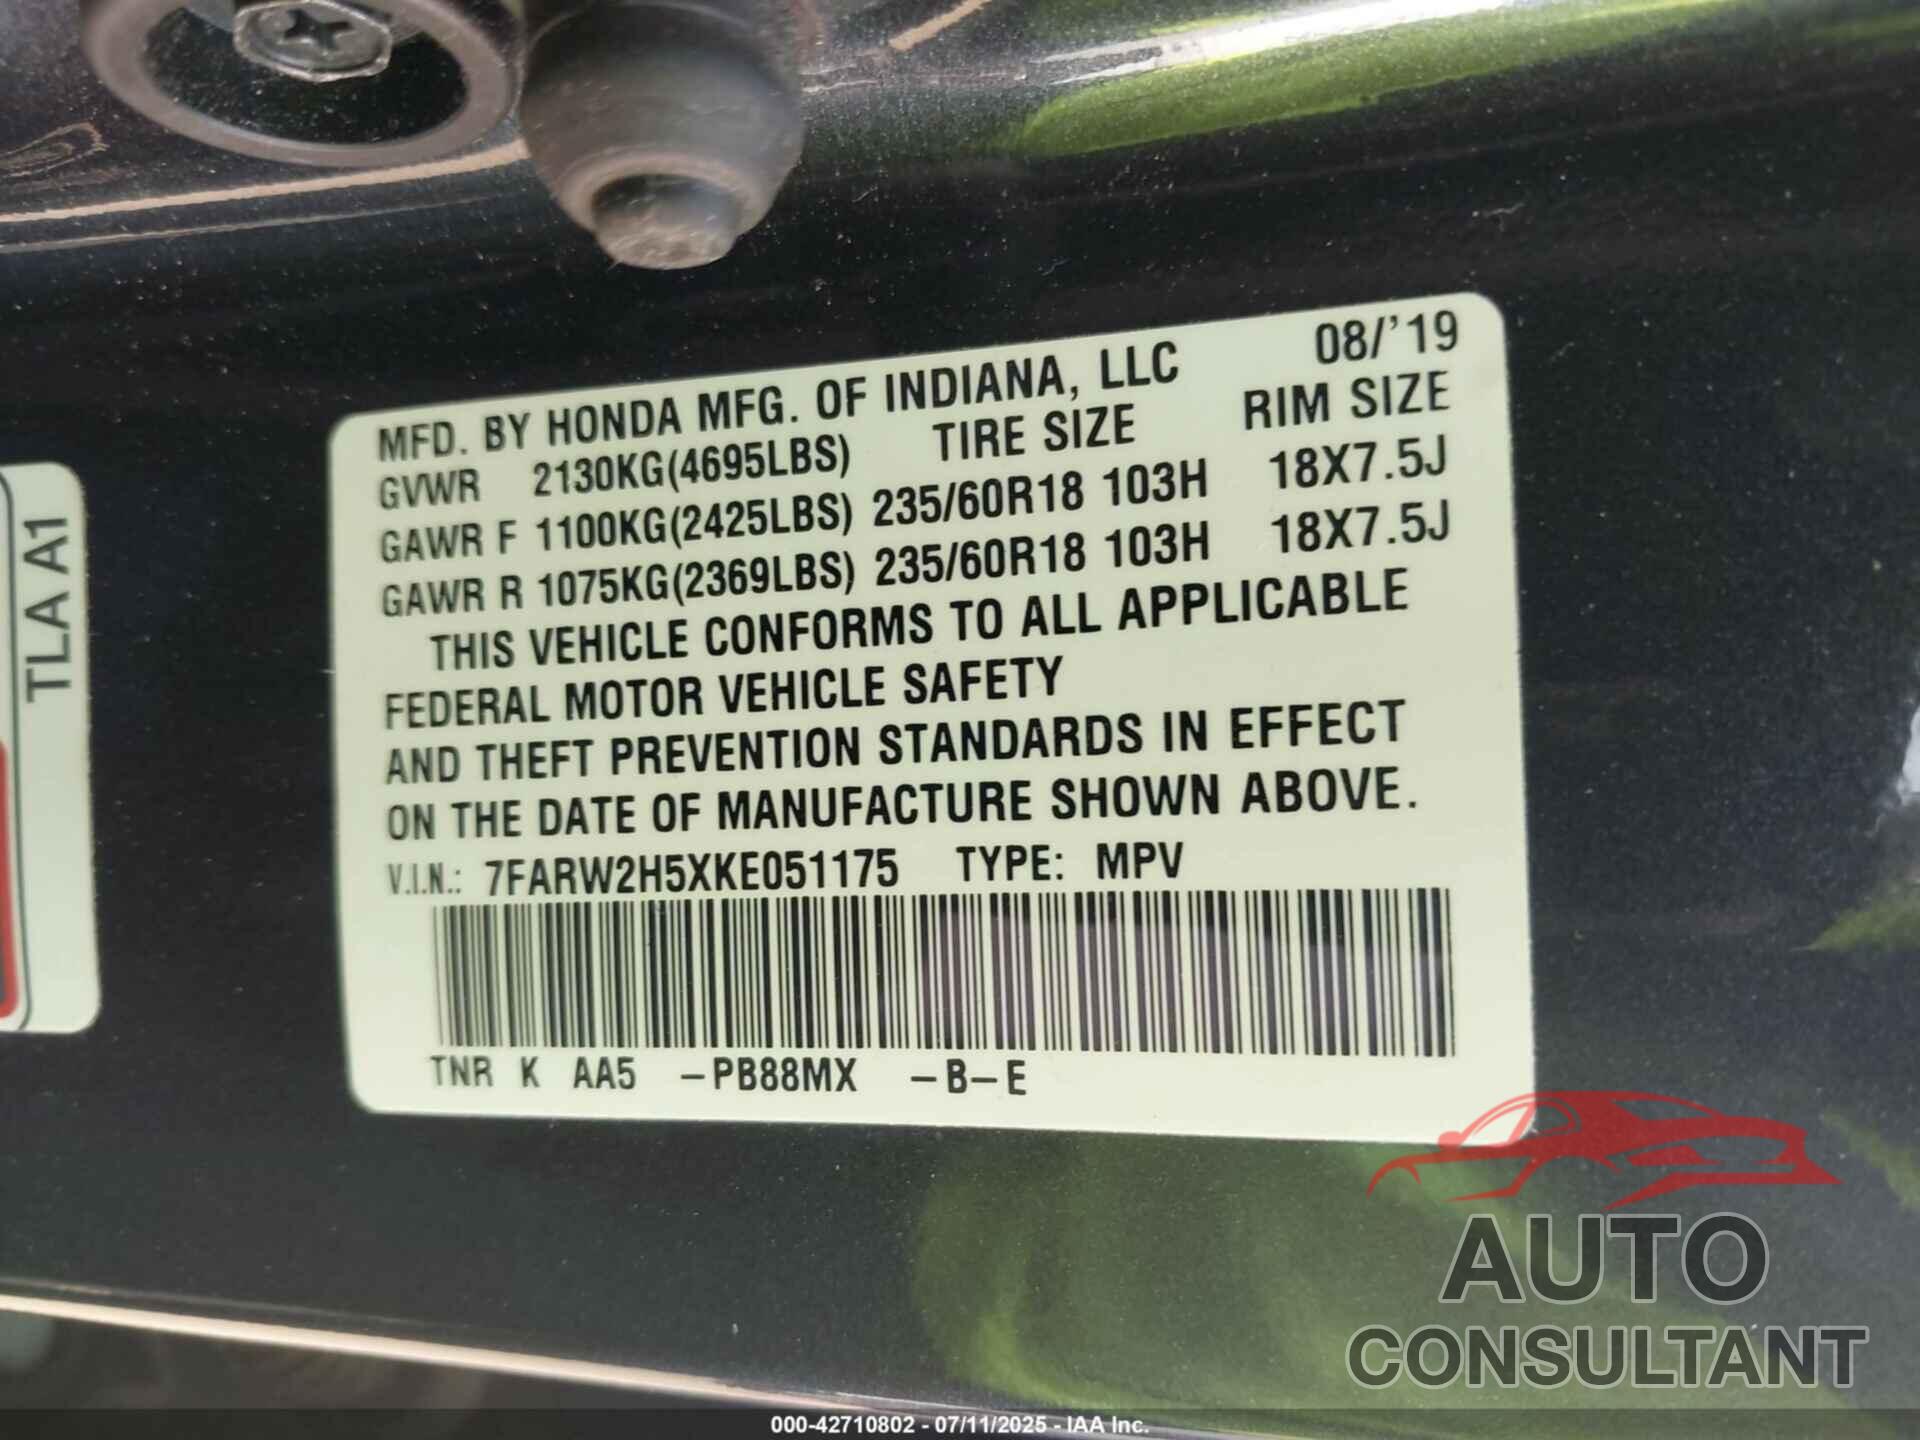 MFD. BY HONDA MFG. OF INDIANA, LLC 08/'19
GVWR 2130KG(4695LBS) TIRE SIZE RIM SIZE
GAWR F 1100KG(2425LBS) 235/60R18 103H 18X7.5J
GAWR R 1075KG(2369LBS) 235/60R18 103H 18X7.5J
THIS VEHICLE CONFORMS TO ALL APPLICABLE
FEDERAL MOTOR VEHICLE SAFETY
AND THEFT PREVENTION STANDARDS IN EFFECT
ON THE DATE OF MANUFACTURE SHOWN ABOVE.
V.I.N.: 7FARW2H5XKE051175 TYPE: MPV
TNR K AA5 -PB88MX -B-E
TLA A1
AUTO
CONSULTANT
000-42710802 - 07/11/2025 - IAA Inc.